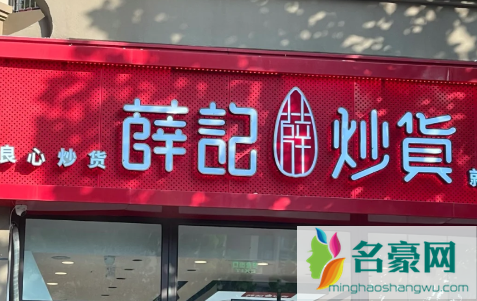 良心炒货 薛記 薛 炒貨
名豪网
minghaoshangwu.com